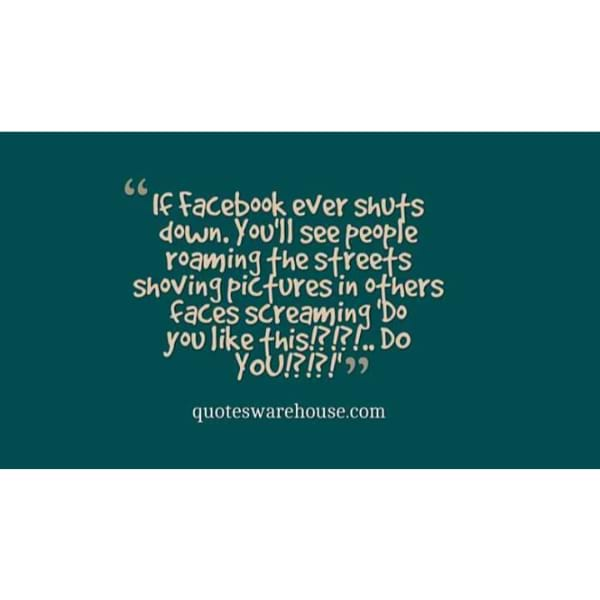 “ If Facebook ever shuts
down. You'll see people
roaming the streets
shoving pictures in others
faces screaming 'Do
you like this!?!?!.. Do
YoU!?!?!' ”
quoteswarehouse.com